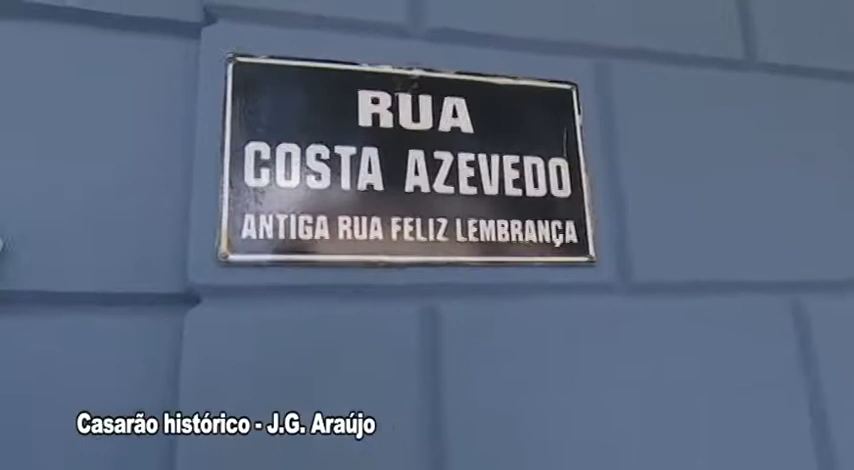 RUA
COSTA AZEVEDO
ANTIGA RUA FELIZ LEMBRANÇA
Casarão histórico - J.G. Araújo